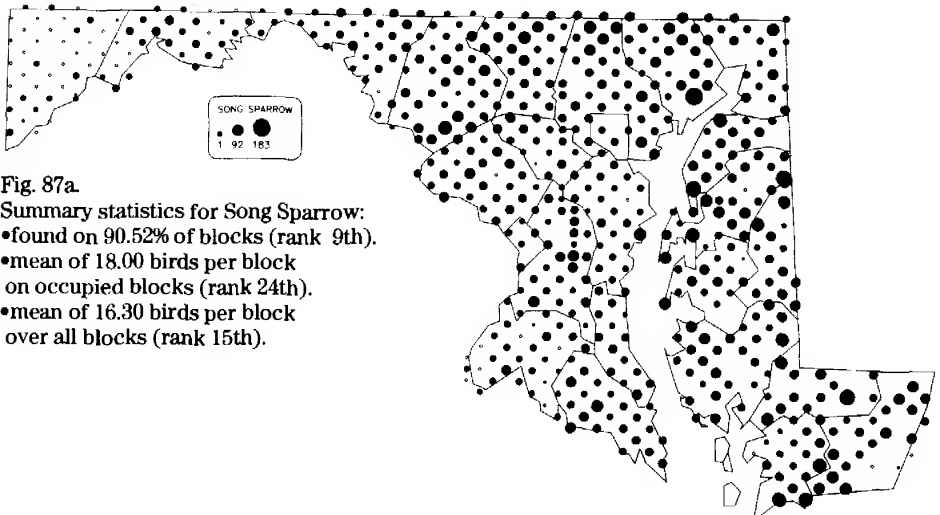 SONG SPARROW
1 92 183
Fig. 87a.
Summary statistics for Song Sparrow:
•found on 90.52% of blocks (rank 9th).
•mean of 18.00 birds per block
on occupied blocks (rank 24th).
•mean of 16.30 birds per block
over all blocks (rank 15th).